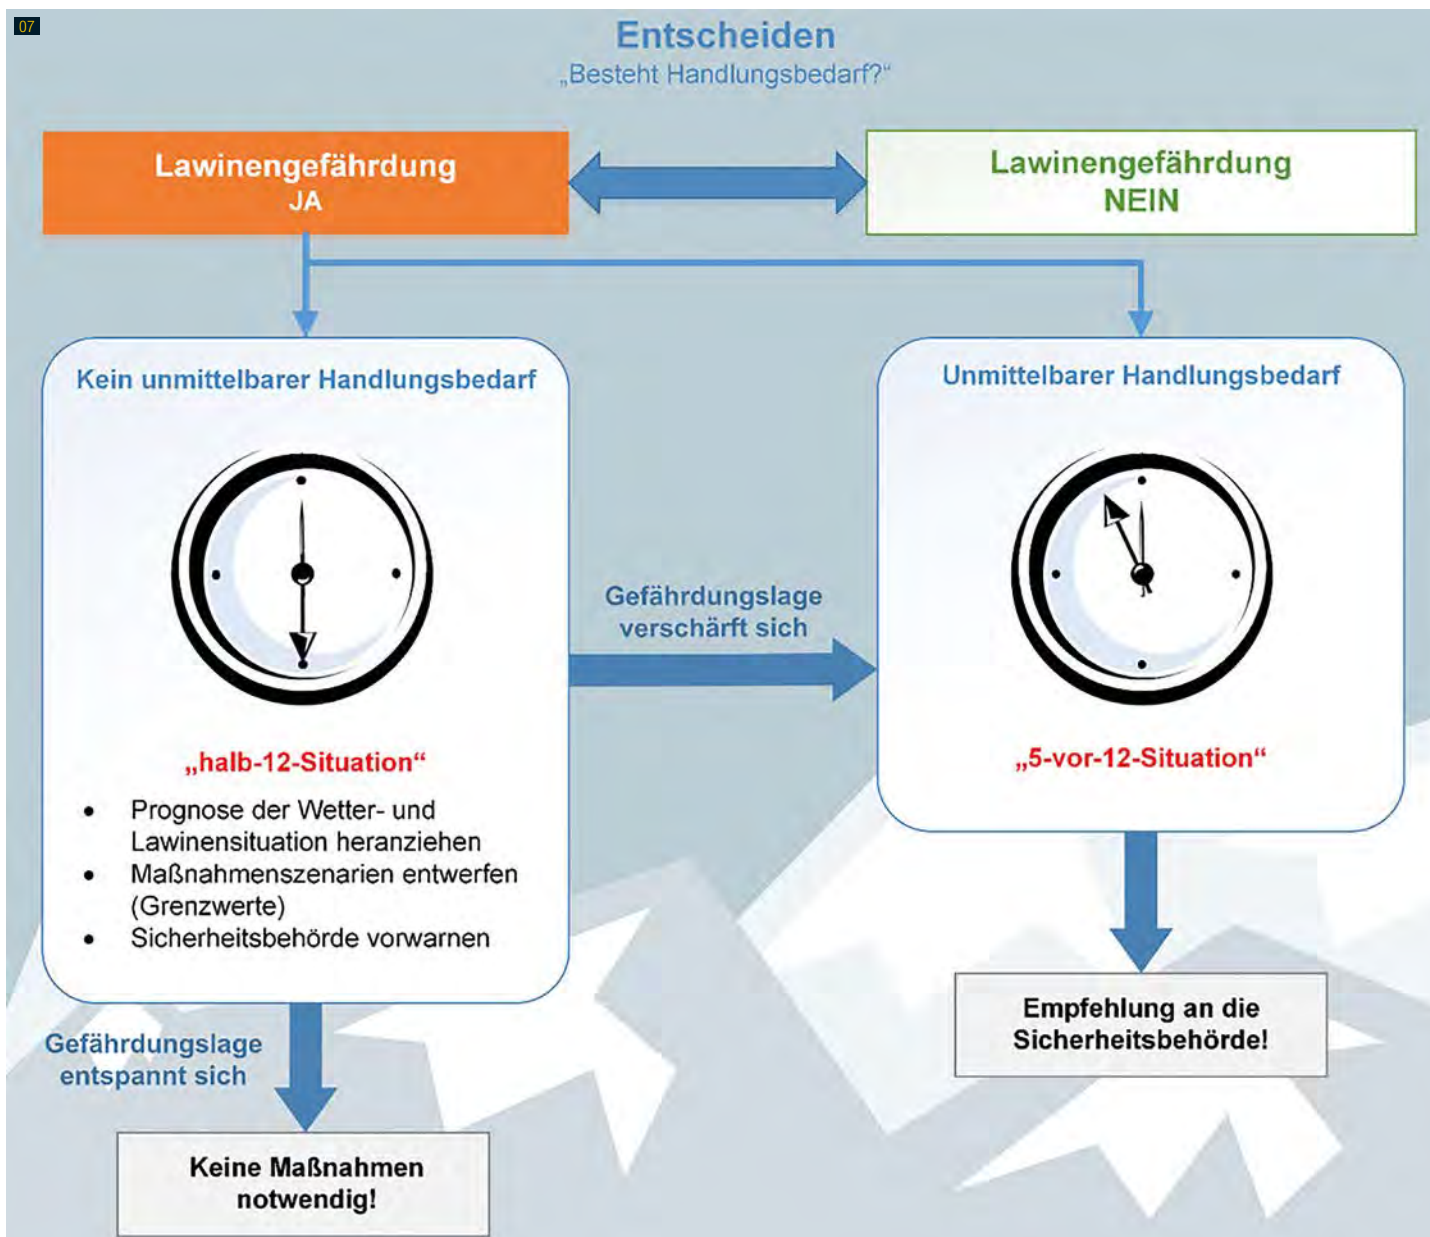 07
Entscheiden
„Besteht Handlungsbedarf?“
Lawinengefährdung
JA
Lawinengefährdung
NEIN
Kein unmittelbarer Handlungsbedarf
„halb-12-Situation“
• Prognose der Wetter- und
Lawinensituation heranziehen
• Maßnahmenszenarien entwerfen
(Grenzwerte)
• Sicherheitsbehörde vorwarnen
Gefährdungslage
verschärft sich
Unmittelbarer Handlungsbedarf
„5-vor-12-Situation“
Empfehlung an die
Sicherheitsbehörde!
Gefährdungslage
entspannt sich
Keine Maßnahmen
notwendig!